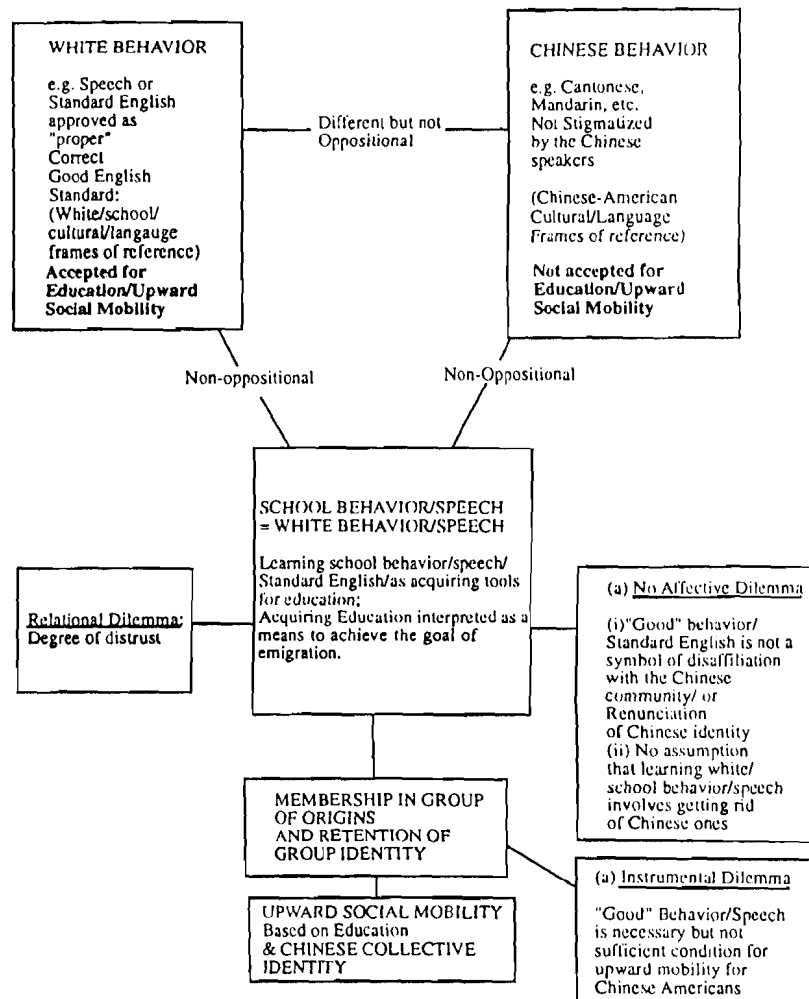 WHITE BEHAVIOR
e.g. Speech or
Standard English
approved as
"proper"
Correct
Good English
Standard:
(White/school/
cultural/langauge
frames of reference)
Accepted for
Education/Upward
Social Mobility
Different but not
Oppositional
CHINESE BEHAVIOR
e.g. Cantonese,
Mandarin, etc.
Not Stigmatized
by the Chinese
speakers
(Chinese-American
Cultural/Language
Frames of reference)
Not accepted for
Education/Upward
Social Mobility
Non-oppositional
Non-Oppositional
SCHOOL BEHAVIOR/SPEECH
= WHITE BEHAVIOR/SPEECH
Learning school behavior/speech/
Standard English/as acquiring tools
for education;
Acquiring Education interpreted as a
means to achieve the goal of
emigration.
Relational Dilemma:
Degree of distrust
(a) No Affective Dilemma
(i)"Good" behavior/
Standard English is not a
symbol of disaffiliation
with the Chinese
community/ or
Renunciation
of Chinese identity
(ii) No assumption
that learning white/
school behavior/speech
involves getting rid
of Chinese ones
MEMBERSHIP IN GROUP
OF ORIGINS
AND RETENTION OF
GROUP IDENTITY
UPWARD SOCIAL MOBILITY
Based on Education
& CHINESE COLLECTIVE
IDENTITY
(a) Instrumental Dilemma
"Good" Behavior/Speech
is necessary but not
sufficient condition for
upward mobility for
Chinese Americans